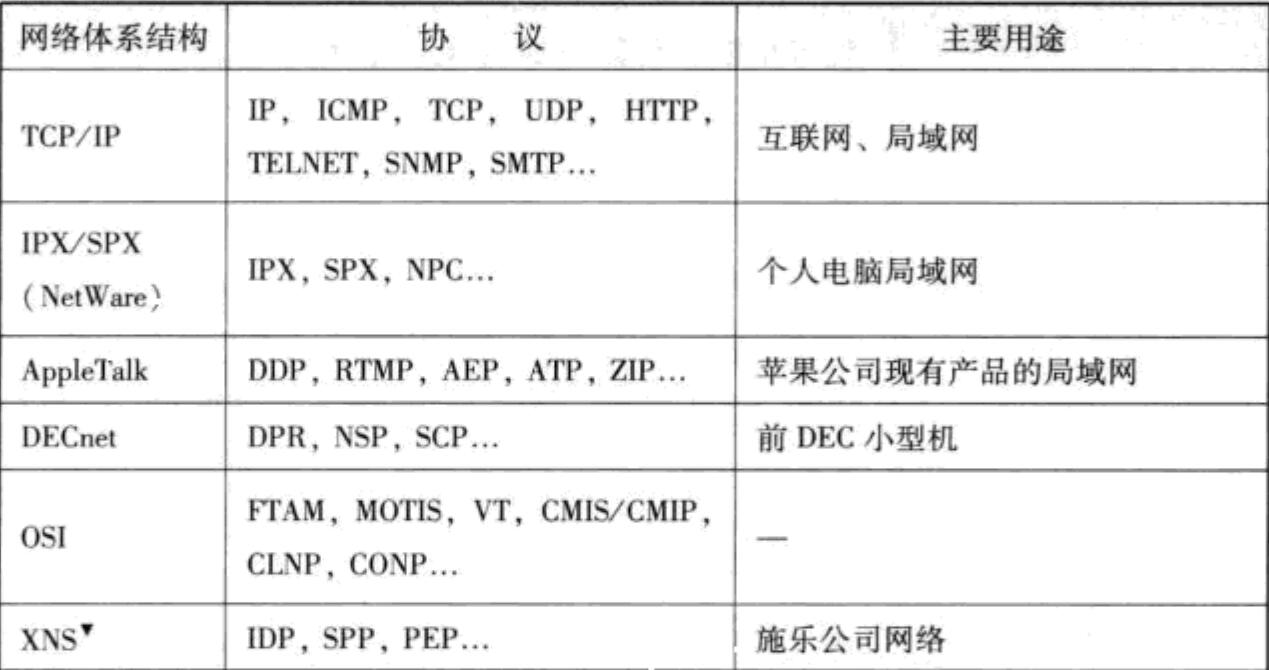 网络体系结构 协 议 主要用途
TCP/IP
IP, ICMP, TCP, UDP, HTTP,
TELNET, SNMP, SMTP...
互联网、局域网
IPX/SPX
(NetWare)
IPX, SPX, NPC...
个人电脑局域网
AppleTalk DDP, RTMP, AEP, ATP, ZIP... 苹果公司现有产品的局域网
DECnet DPR, NSP, SCP... 前 DEC 小型机
OSI
FTAM, MOTIS, VT, CMIS/CMIP,
CLNP, CONP...
—
XNS▼ IDP, SPP, PEP... 施乐公司网络